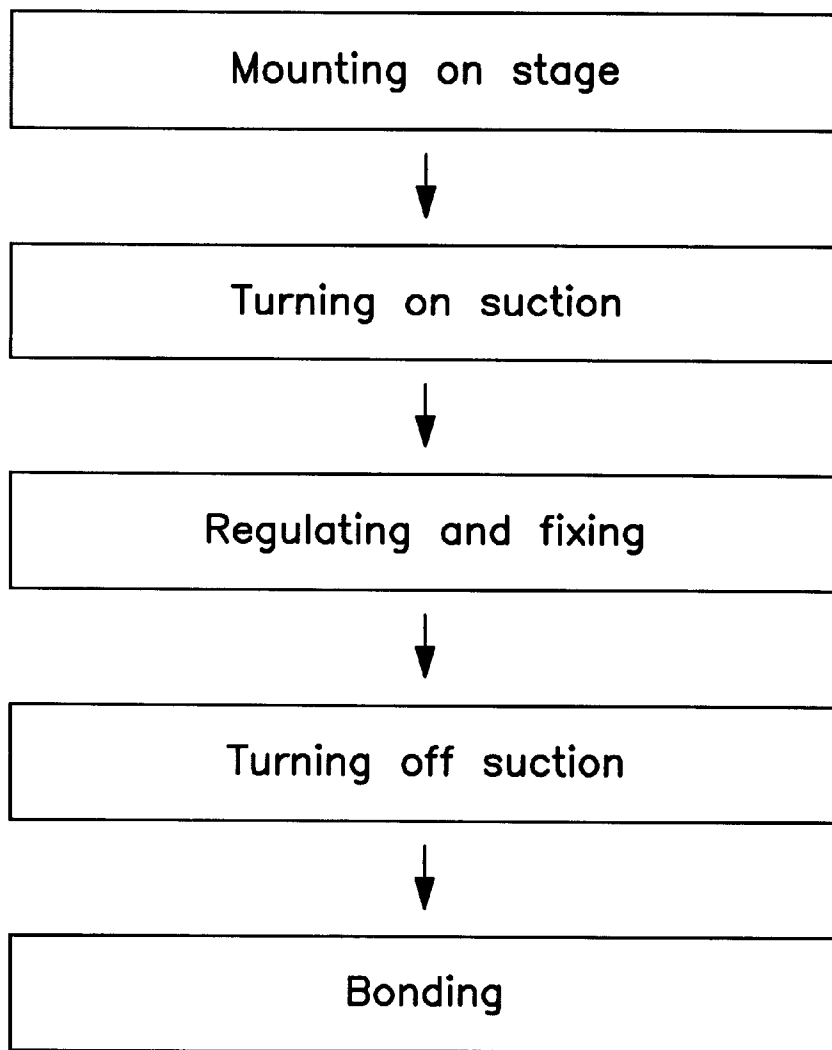 Mounting on stage
Turning on suction
Regulating and fixing
Turning off suction
Bonding